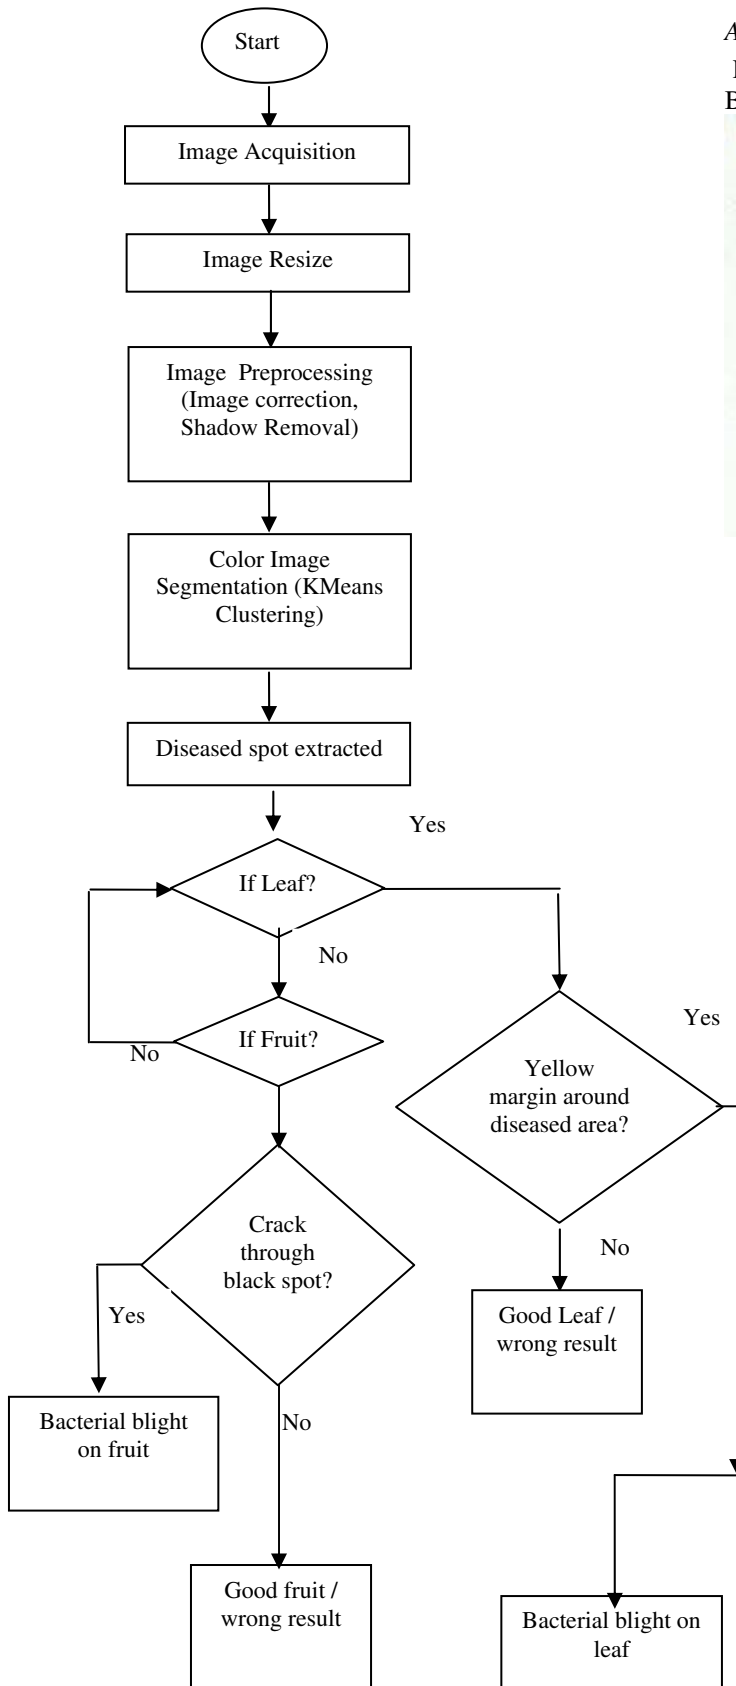 Start
Image Acquisition
Image Resize
Image Preprocessing
(Image correction,
Shadow Removal)
Color Image
Segmentation (KMeans
Clustering)
Diseased spot extracted
Yes
If Leaf?
No
If Fruit?
No
Yes
Yellow
margin around
diseased area?
Crack
through
black spot?
No
Yes
Good Leaf /
wrong result
Bacterial blight
on fruit
No
Good fruit /
wrong result
Bacterial blight on
leaf